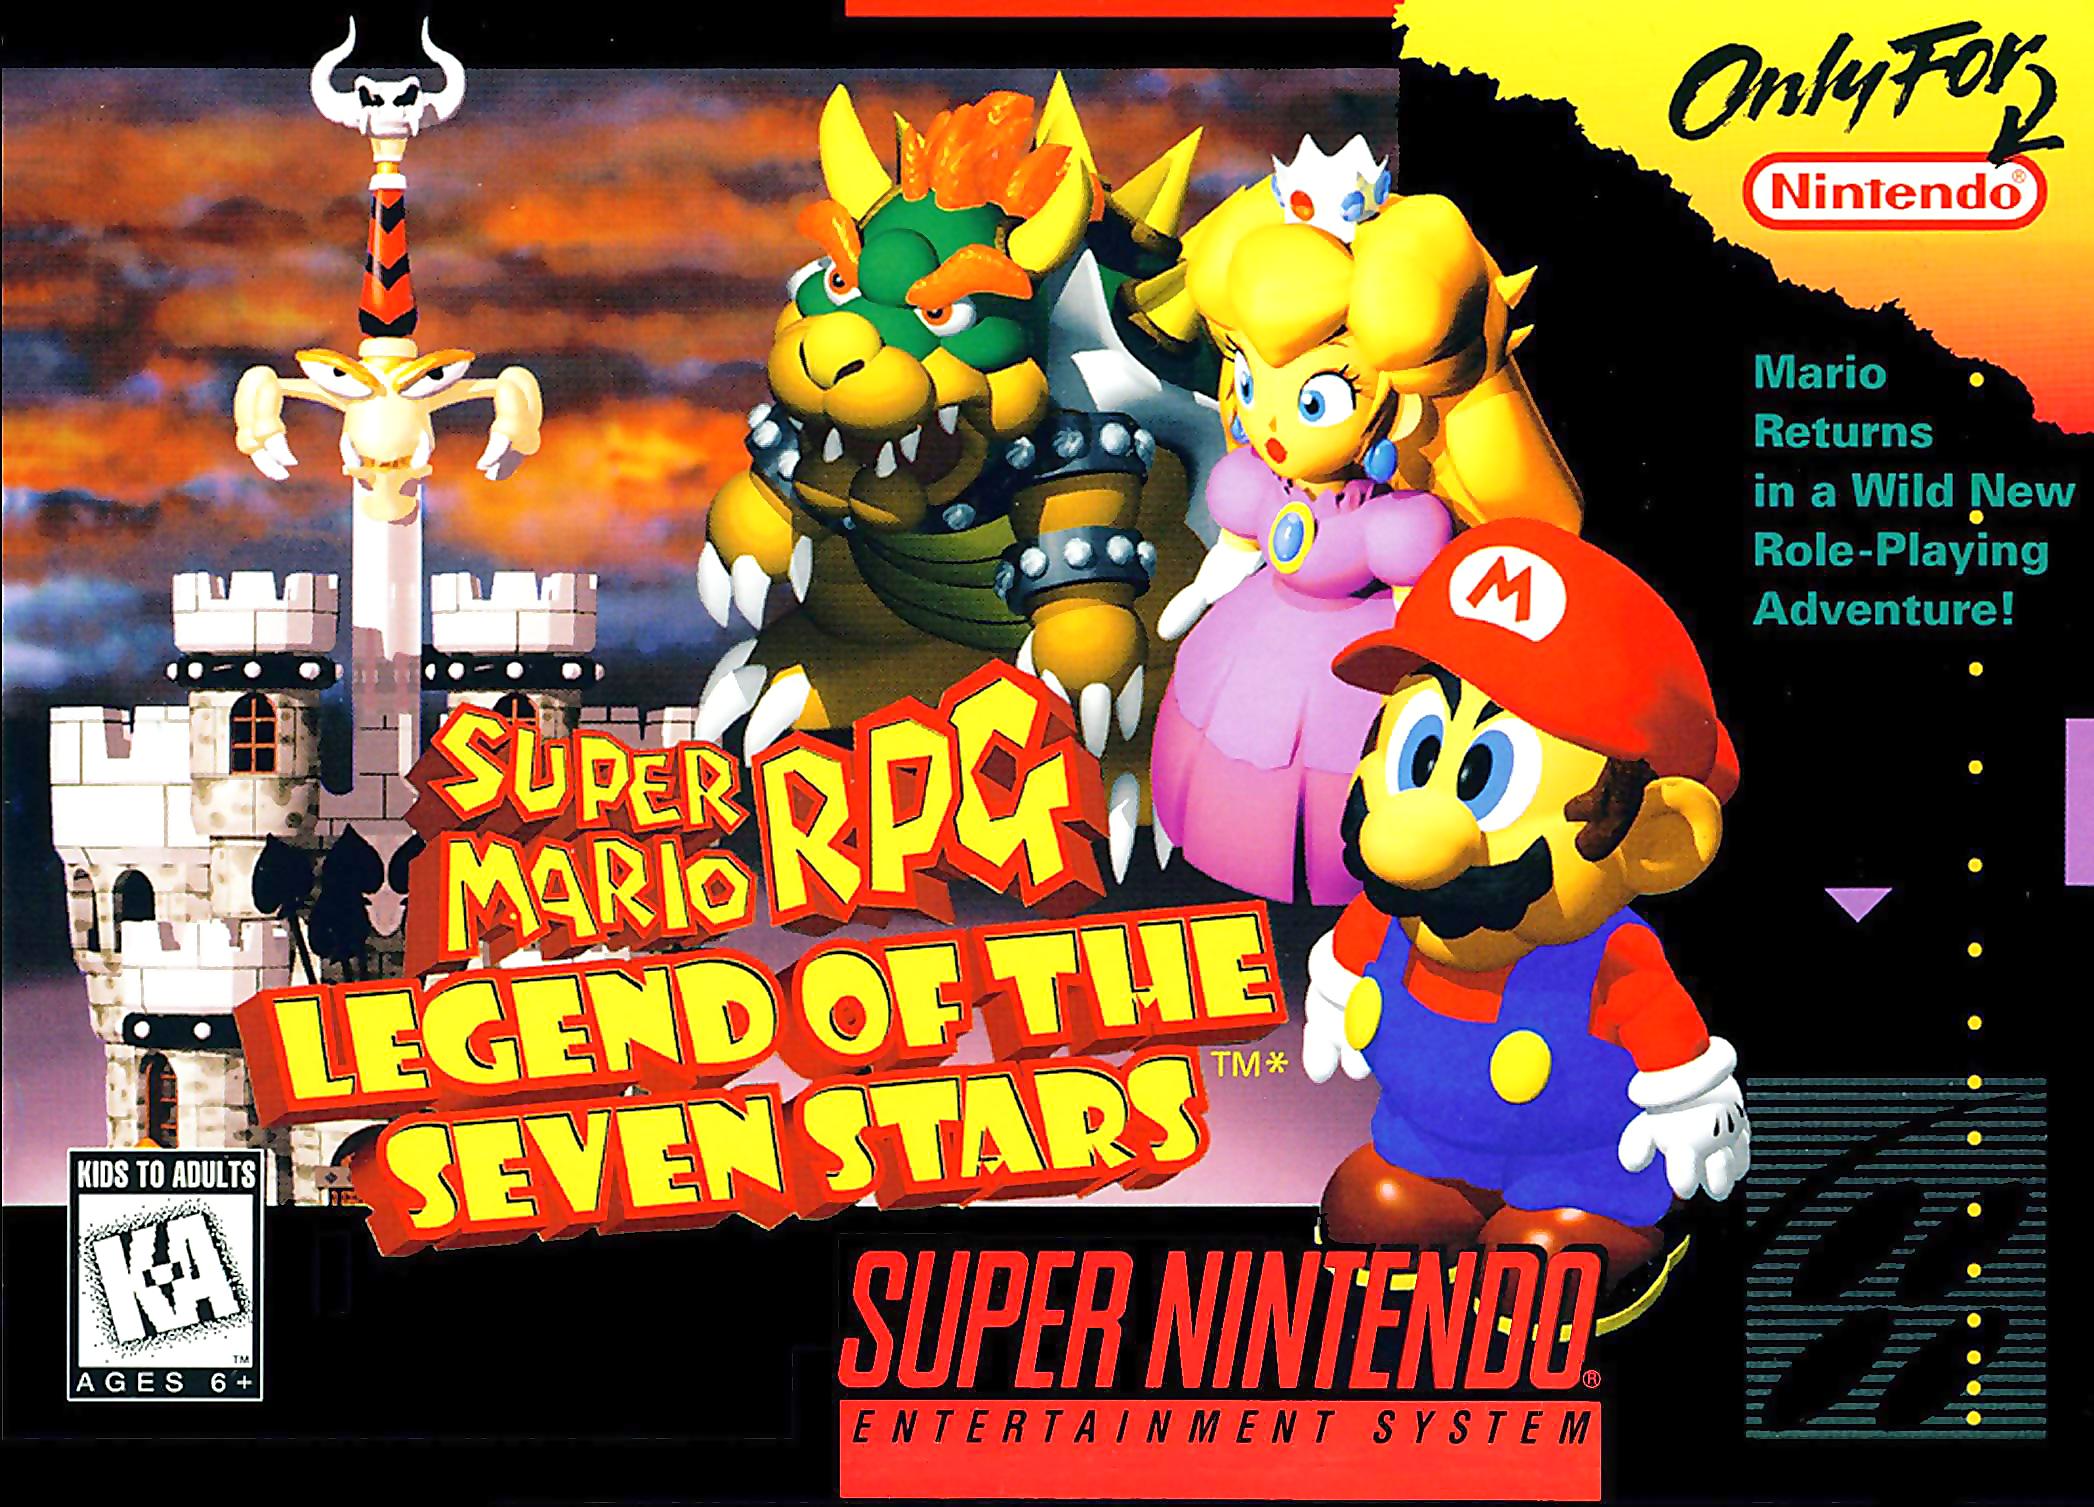 Only For
Nintendo®
Mario
Returns
in a Wild New
Role-Playing
Adventure!
M
SUPER
MARIO RPG
LEGEND OF THE
SEVEN STARS
TM*
KIDS TO ADULTS
K-A
TM
AGES 6+
SUPER NINTENDO®
ENTERTAINMENT SYSTEM